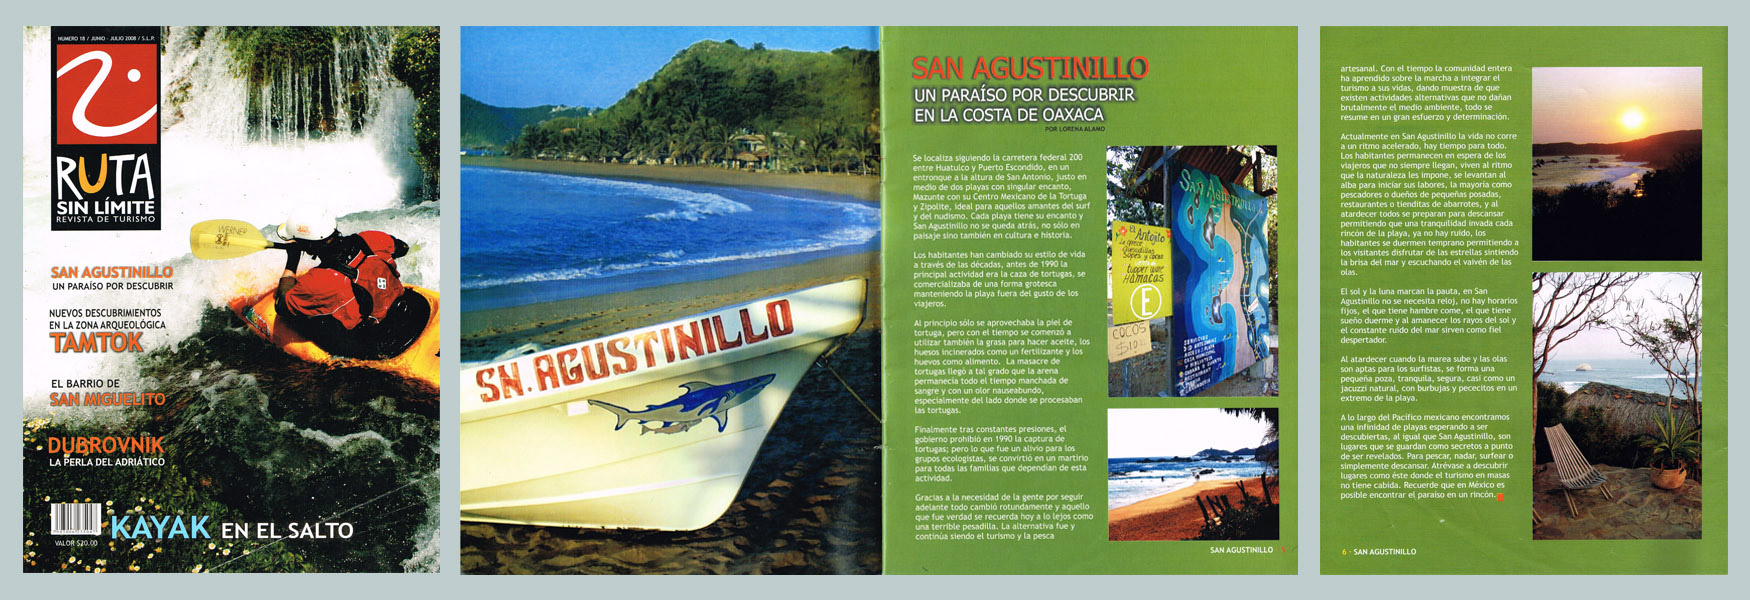 NUMERO 18 / JUNIO - JULIO 2008 / S.L.P.
RUTA
SIN LÍMITE
REVISTA DE TURISMO
WERNER
SAN AGUSTINILLO
UN PARAÍSO POR DESCUBRIR
NUEVOS DESCUBRIMIENTOS
EN LA ZONA ARQUEOLÓGICA
TAMTOK
EL BARRIO DE
SAN MIGUELITO
DUBROVNIK
LA PERLA DEL ADRIÁTICO
VALOR $20.00
KAYAK EN EL SALTO
SN. AGUSTINILLO
SAN AGUSTINILLO
UN PARAÍSO POR DESCUBRIR
EN LA COSTA DE OAXACA
POR LORENA ALAMO
Se localiza siguiendo la carretera federal 200
entre Huatulco y Puerto Escondido, en un
entronque a la altura de San Antonio, justo en
medio de dos playas con singular encanto,
Mazunte con su Centro Mexicano de la Tortuga
y Zipolite, ideal para aquellos amantes del surf
y del nudismo. Cada playa tiene su encanto y
San Agustinillo no se queda atrás, no sólo en
paisaje sino también en cultura e historia.
Los habitantes han cambiado su estilo de vida
a través de las décadas, antes de 1990 la
principal actividad era la caza de tortugas, se
comercializaba de una forma grotesca
manteniendo la playa fuera del gusto de los
viajeros.
Al principio sólo se aprovechaba la piel de
tortuga, pero con el tiempo se comenzó a
utilizar también la grasa para hacer aceite, los
huesos incinerados como un fertilizante y los
huevos como alimento. La masacre de
tortugas llegó a tal grado que la arena
permanecía todo el tiempo manchada de
sangre y con un olor nauseabundo,
especialmente del lado donde se procesaban
las tortugas.
Finalmente tras constantes presiones, el
gobierno prohibió en 1990 la captura de
tortugas; pero lo que fue un alivio para los
grupos ecologistas, se convirtió en un martirio
para todas las familias que dependían de esta
actividad.
Gracias a la necesidad de la gente por seguir
adelante todo cambió rotundamente y aquello
que fue verdad se recuerda hoy a lo lejos como
una terrible pesadilla. La alternativa fue y
continúa siendo el turismo y la pesca
SAN AGUSTINILLO
El Antojito
le ofrece
Quesadillas
Sopes y cocos
tupper ware
HAMACAS
E
COCOS
$10
SAN AGUSTINILLO
artesanal. Con el tiempo la comunidad entera
ha aprendido sobre la marcha a integrar el
turismo a sus vidas, dando muestra de que
existen actividades alternativas que no dañan
brutalmente el medio ambiente, todo se
resume en un gran esfuerzo y determinación.
Actualmente en San Agustinillo la vida no corre
a un ritmo acelerado, hay tiempo para todo.
Los habitantes permanecen en espera de los
viajeros que no siempre llegan, viven al ritmo
que la naturaleza les impone, se levantan al
alba para iniciar sus labores, la mayoría como
pescadores o dueños de pequeñas posadas,
restaurantes o tienditas de abarrotes, y al
atardecer todos se preparan para descansar
permitiendo que una tranquilidad invada cada
rincón de la playa, ya no hay ruido, los
habitantes se duermen temprano permitiendo a
los visitantes disfrutar de las estrellas sintiendo
la brisa del mar y escuchando el vaivén de las
olas.
El sol y la luna marcan la pauta, en San
Agustinillo no se necesita reloj, no hay horarios
fijos, el que tiene hambre come, el que tiene
sueño duerme y al amanecer los rayos del sol y
el constante ruido del mar sirven como fiel
despertador.
Al atardecer cuando la marea sube y las olas
son aptas para los surfistas, se forma una
pequeña poza, tranquila, segura, casi como un
jacuzzi natural, con burbujas y pececitos en un
extremo de la playa.
A lo largo del Pacífico mexicano encontramos
una infinidad de playas esperando a ser
descubiertas, al igual que San Agustinillo, son
lugares que se guardan como secretos a punto
de ser revelados. Para pescar, nadar, surfear o
simplemente descansar. Atrévase a descubrir
lugares como éste donde el turismo en masas
no tiene cabida. Recuerde que en México es
posible encontrar el paraíso en un rincón.
6 - SAN AGUSTINILLO